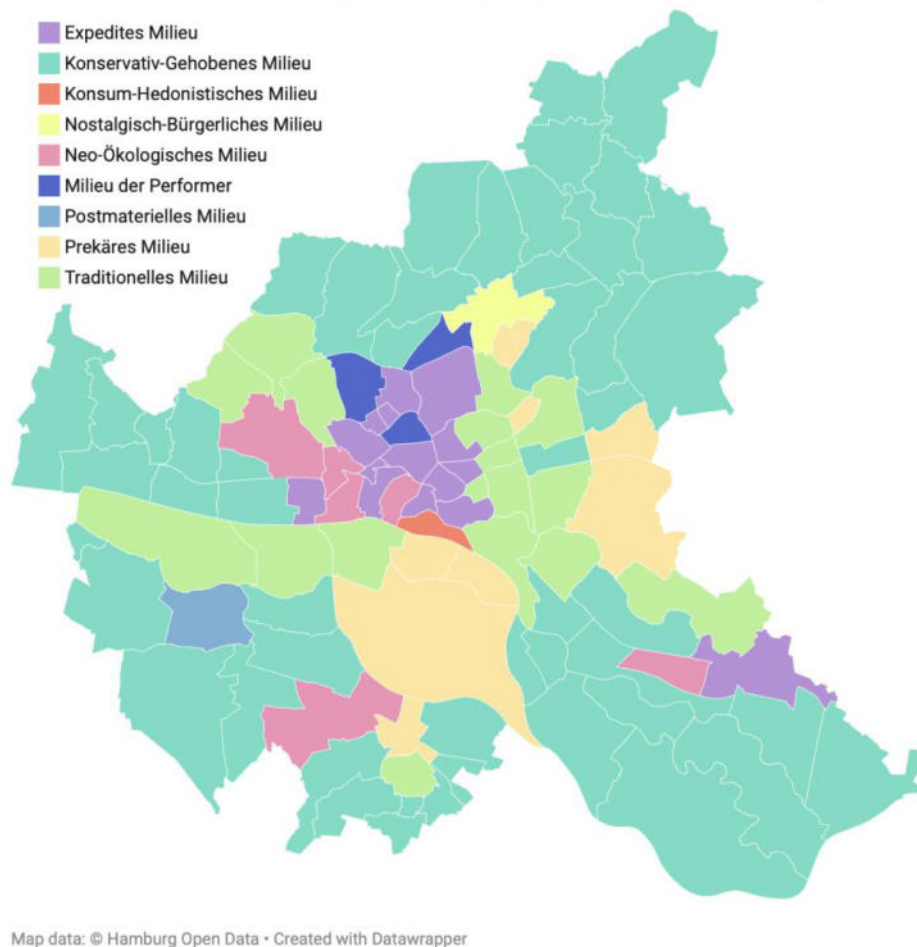 Expedites Milieu
Konservativ-Gehobenes Milieu
Konsum-Hedonistisches Milieu
Nostalgisch-Bürgerliches Milieu
Neo-Ökologisches Milieu
Milieu der Performer
Postmaterielles Milieu
Prekäres Milieu
Traditionelles Milieu
Map data: © Hamburg Open Data • Created with Datawrapper